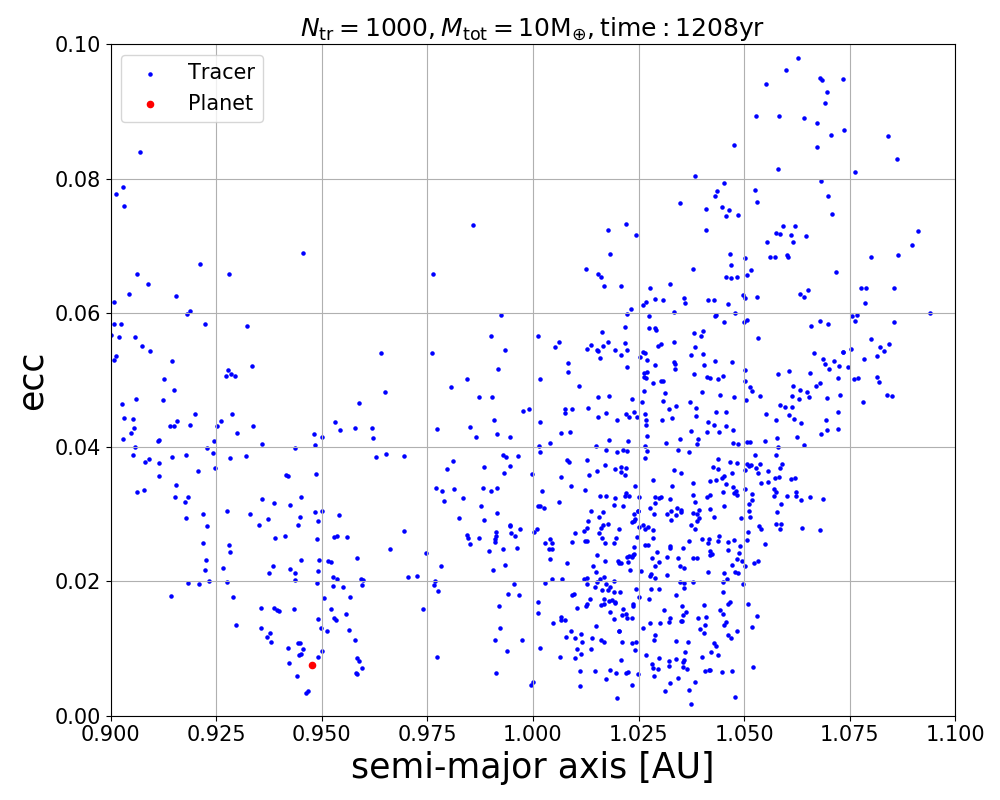 N_tr = 1000, M_tot = 10M_⊕, time : 1208yr
0.10
Tracer
Planet
0.08
0.06
ecc
0.04
0.02
0.00
0.900 0.925 0.950 0.975 1.000 1.025 1.050 1.075 1.100
semi-major axis [AU]